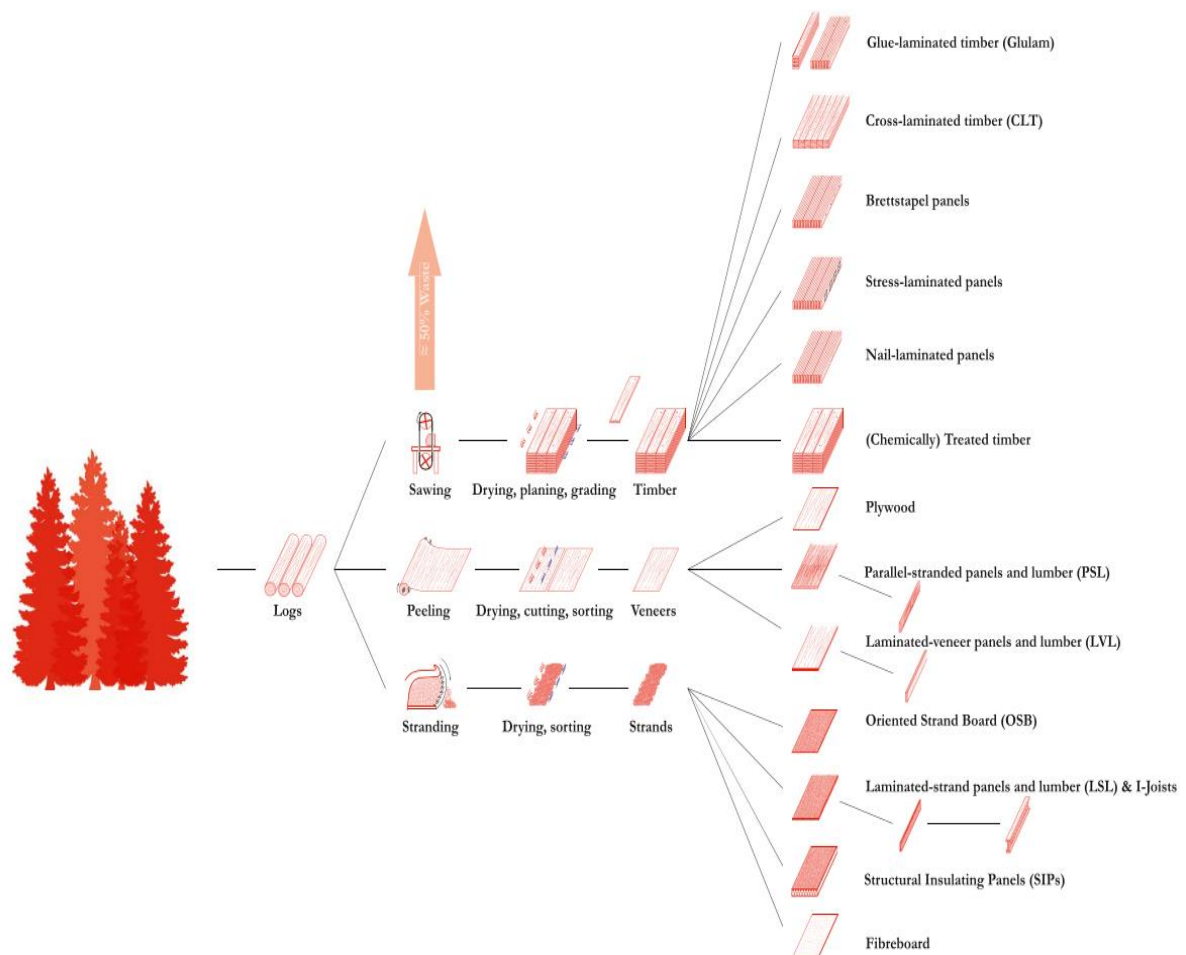 Glue-laminated timber (Glulam)
Cross-laminated timber (CLT)
Brettstapel panels
Stress-laminated panels
Nail-laminated panels
(Chemically) Treated timber
Plywood
Parallel-stranded panels and lumber (PSL)
Laminated-veneer panels and lumber (LVL)
Oriented Strand Board (OSB)
Laminated-strand panels and lumber (LSL) & I-Joists
Structural Insulating Panels (SIPs)
Fibreboard
≈ 50% Waste
Logs
Sawing
Drying, planing, grading
Timber
Peeling
Drying, cutting, sorting
Veneers
Stranding
Drying, sorting
Strands